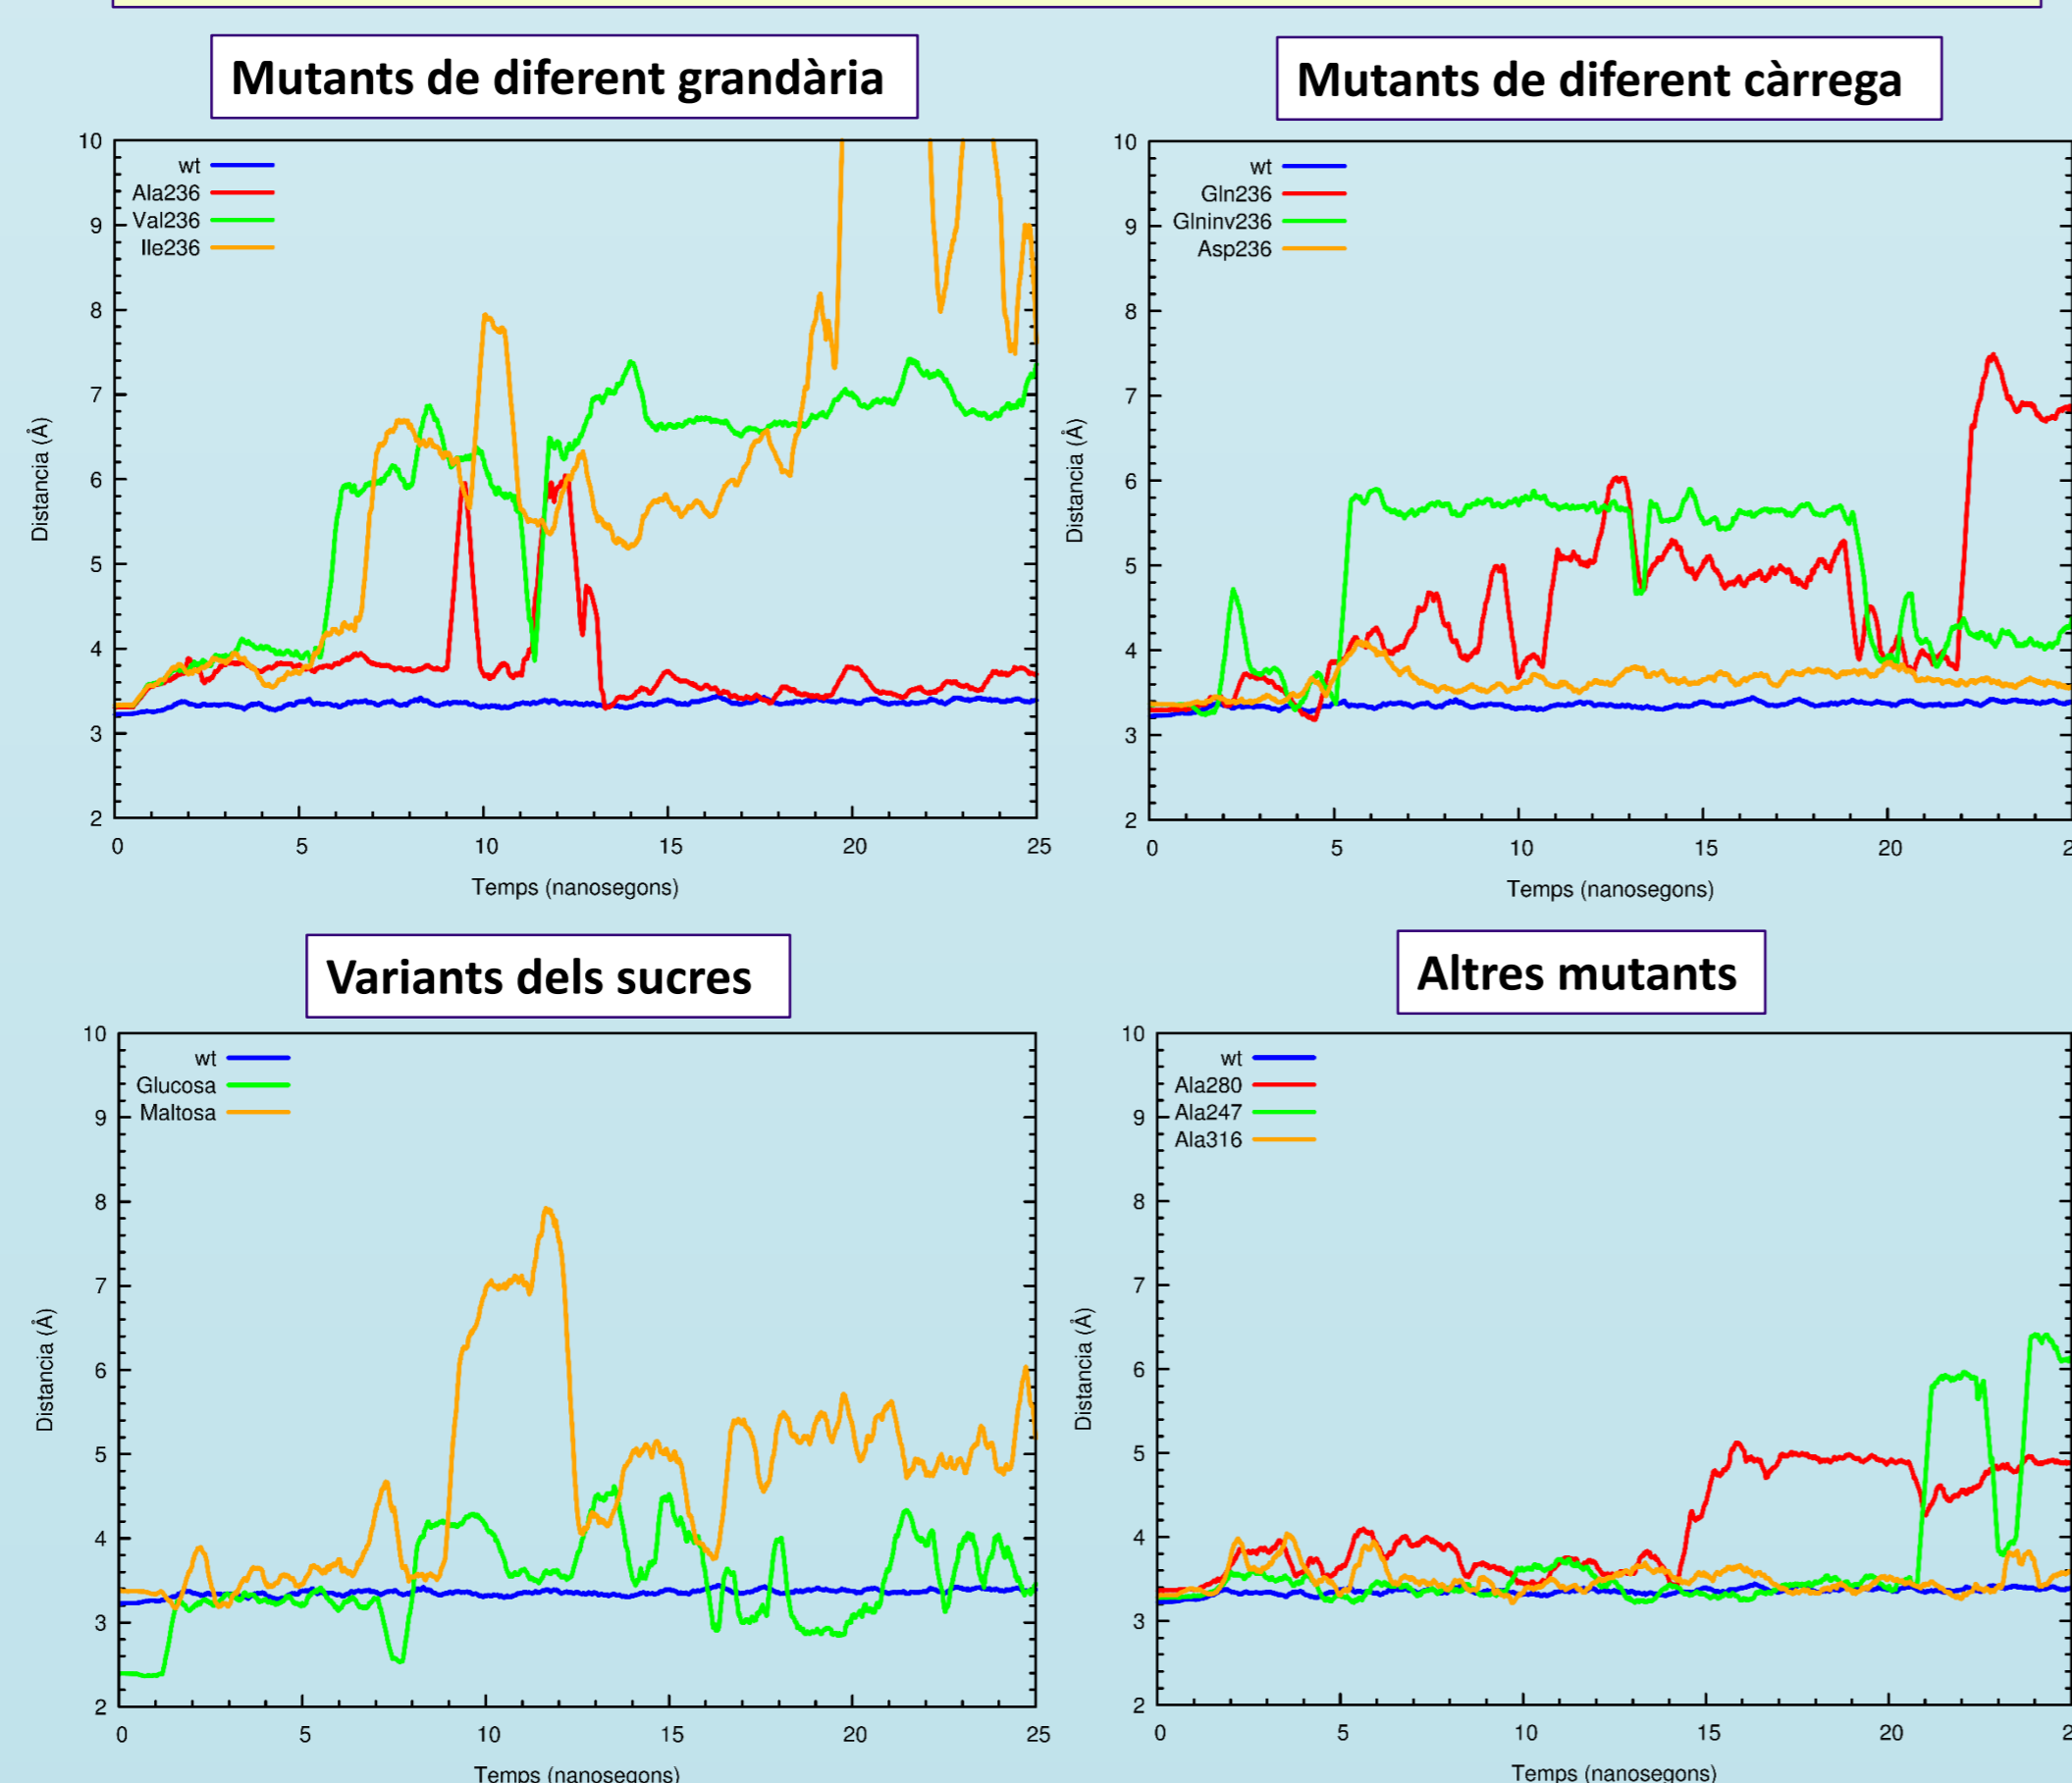 Mutants de diferent grandària
10
9
8
7
6
5
4
3
2
wt
Ala236
Val236
Ile236
Distancia (Å)
0 5 10 15 20 25
Temps (nanosegons)
Mutants de diferent càrrega
10
9
8
7
6
5
4
3
2
wt
Gln236
Glninv236
Asp236
Distancia (Å)
0 5 10 15 20 2
Temps (nanosegons)
Variants dels sucres
10
9
8
7
6
5
4
3
2
wt
Glucosa
Maltosa
Distancia (Å)
0 5 10 15 20 25
Temps (nanosegons)
Altres mutants
10
9
8
7
6
5
4
3
2
wt
Ala280
Ala247
Ala316
Distancia (Å)
0 5 10 15 20 2
Temps (nanosegons)